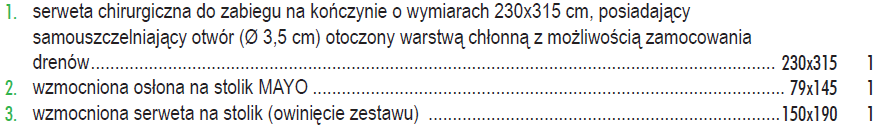 1. serweta chirurgiczna do zabiegu na kończynie o wymiarach 230x315 cm, posiadający
samouszczelniający otwór (Ø 3,5 cm) otoczony warstwą chłonną z możliwością zamocowania
drenów................................................................................................................................ 230x315 1
2. wzmocniona osłona na stolik MAYO ........................................................................................ 79x145 1
3. wzmocniona serweta na stolik (owinięcie zestawu) ..................................................................150x190 1